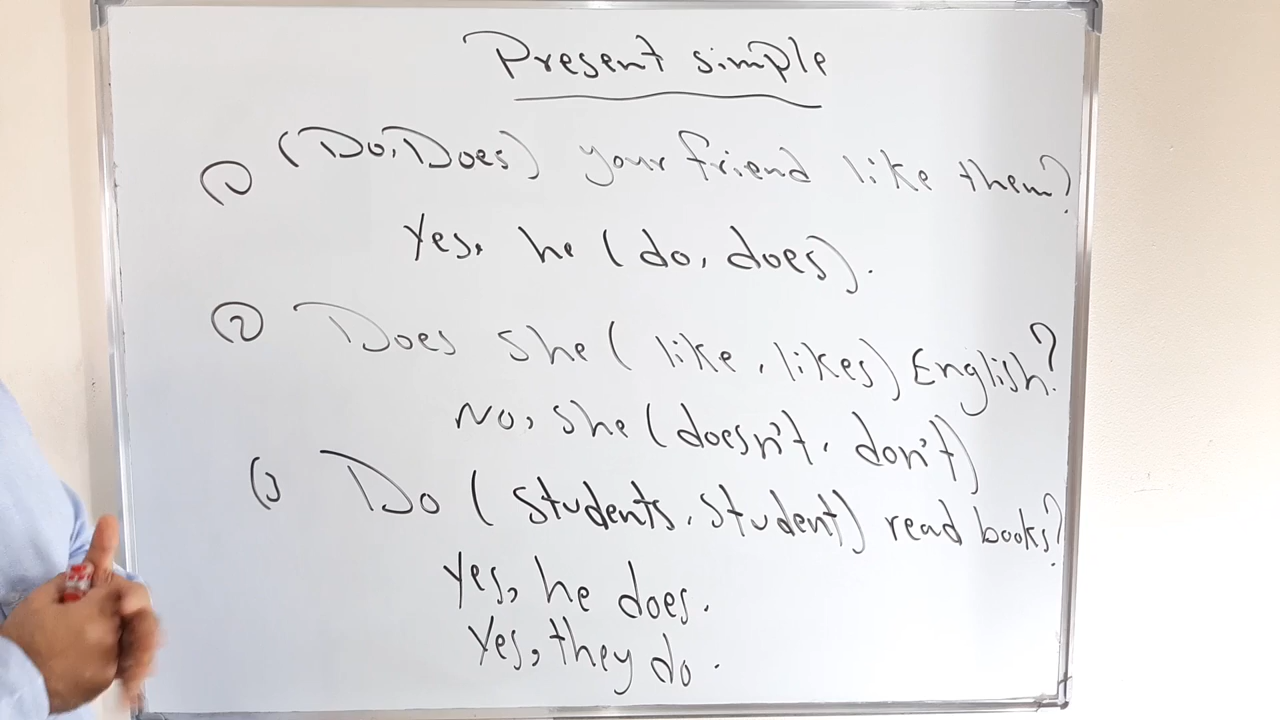 Present simple
① (Do, Does) your friend like them?
Yes, he (do, does).
② Does she (like, likes) English?
No, she (doesn't, don't)
③ Do (students, student) read books?
Yes, he does.
Yes, they do.